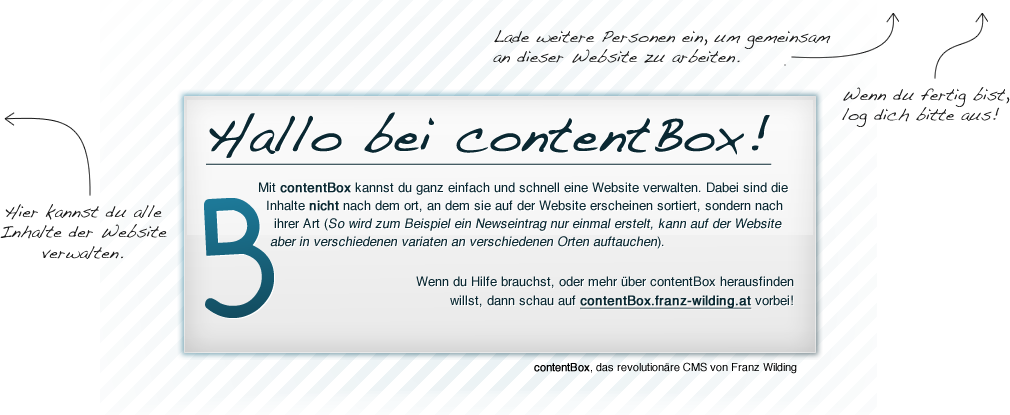 Lade weitere Personen ein, um gemeinsam
an dieser Website zu arbeiten.
Wenn du fertig bist,
log dich bitte aus!
Hallo bei contentBox!
Mit contentBox kannst du ganz einfach und schnell eine Website verwalten. Dabei sind die
Inhalte nicht nach dem ort, an dem sie auf der Website erscheinen sortiert, sondern nach
ihrer Art (So wird zum Beispiel ein Newseintrag nur einmal erstelt, kann auf der Website
aber in verschiedenen variaten an verschiedenen Orten auftauchen).
Hier kannst du alle
Inhalte der Website
verwalten.
B
Wenn du Hilfe brauchst, oder mehr über contentBox herausfinden
willst, dann schau auf contentBox.franz-wilding.at vorbei!
contentBox, das revolutionäre CMS von Franz Wilding